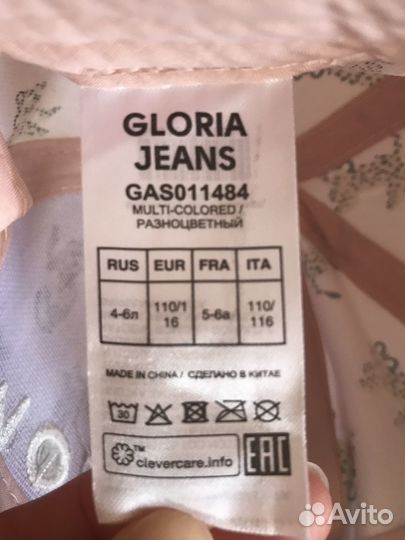 GLORIA
JEANS
GAS011484
MULTI-COLORED /
РАЗНОЦВЕТНЫЙ
RUS EUR FRA ITA
4-6л 110/1 5-6a 110/
16 116
MADE IN CHINA / СДЕЛАНО В КИТАЕ
30
™
clevercare.info EAC
Avito